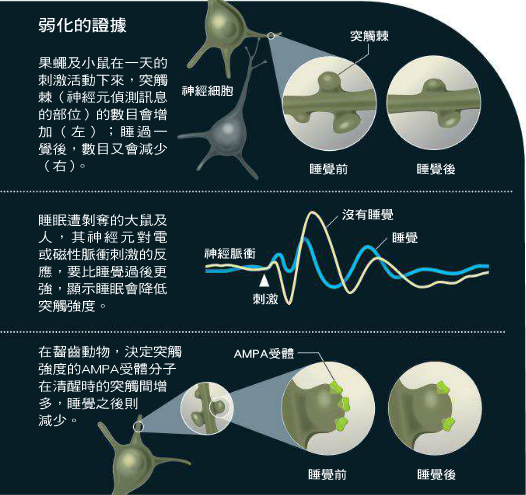 弱化的證據
果蠅及小鼠在一天的
刺激活動下來，突觸
棘（神經元偵測訊息
的部位）的數目會增
加（左）；睡過一
覺後，數目又會減少
（右）。
神經細胞
突觸棘
睡覺前
睡覺後
睡眠遭剝奪的大鼠及
人，其神經元對電
或磁性脈衝刺激的反
應，要比睡覺過後更
強，顯示睡眠會降低
突觸強度。
神經脈衝
刺激
沒有睡覺
睡覺
在齧齒動物，決定突觸
強度的AMPA受體分子
在清醒時的突觸間增
多，睡覺之後則
減少。
AMPA受體
睡覺前
睡覺後